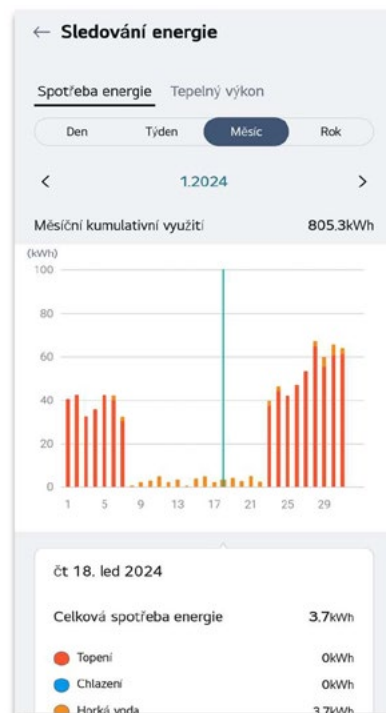 ← Sledování energie
Spotřeba energie Tepelný výkon
Den Týden Měsíc Rok
< 1.2024 >
Měsíční kumulativní využití 805.3kWh
(kWh)
100
80
60
40
20
0
1 5 9 13 17 21 25 29
čt 18. led 2024
Celková spotřeba energie 3.7kWh
Topení 0kWh
Chlazení 0kWh
Horká voda 3.7kWh